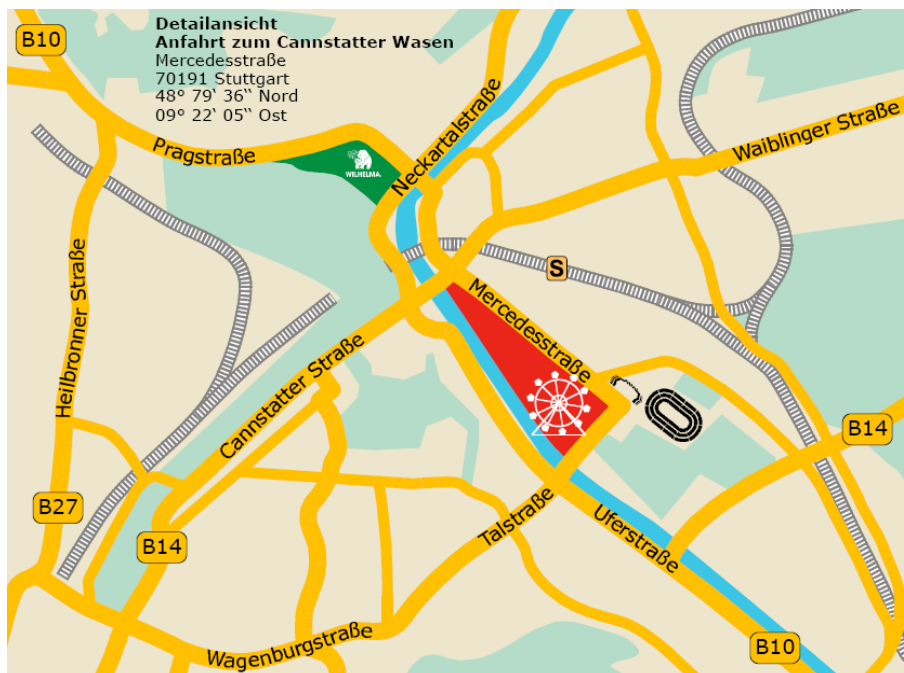 B10
Detailansicht
Anfahrt zum Cannstatter Wasen
Mercedesstraße
70191 Stuttgart
48° 79‘ 36“ Nord
09° 22‘ 05“ Ost
Pragstraße
WILHELMA
Neckartalstraße
Waiblinger Straße
Heilbronner Straße
S
Mercedesstraße
Cannstatter Straße
B14
B27
B14
Talstraße
Uferstraße
Wagenburgstraße
B10